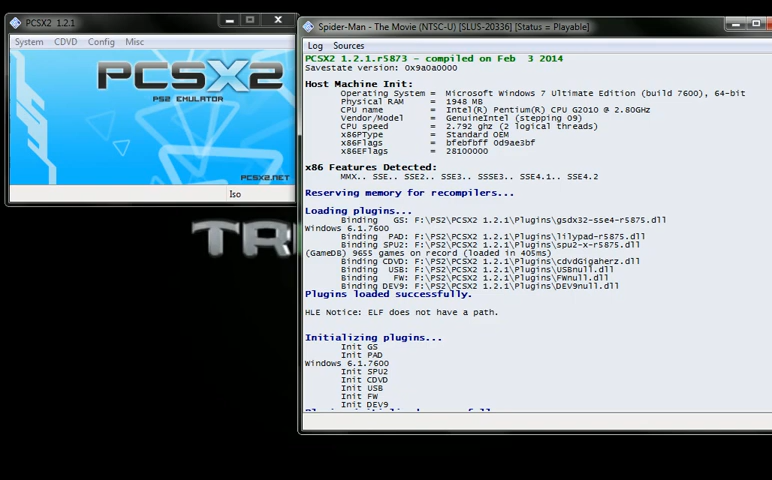 PCSX2 1.2.1
System CDVD Config Misc
PCSX2
PS2 EMULATOR
PCSX2.NET
Iso
TRI
Spider-Man - The Movie (NTSC-U) [SLUS-20336] [Status = Playable]
Log Sources
PCSX2 1.2.1.r5873 - compiled on Feb 3 2014
Savestate version: 0x9a0a0000
Host Machine Init:
Operating System = Microsoft Windows 7 Ultimate Edition (build 7600), 64-bit
Physical RAM = 1948 MB
CPU name = Intel(R) Pentium(R) CPU G2010 @ 2.80GHz
Vendor/Model = GenuineIntel (stepping 09)
CPU speed = 2.792 ghz (2 logical threads)
x86PType = Standard OEM
x86Flags = bfebfbff 0d9ae3bf
x86EFlags = 28100000
x86 Features Detected:
MMX.. SSE.. SSE2.. SSE3.. SSSE3.. SSE4.1.. SSE4.2
Reserving memory for recompilers...
Loading plugins...
Binding GS: F:\PS2\PCSX2 1.2.1\Plugins\gsdx32-sse4-r5875.dll
Windows 6.1.7600
Binding PAD: F:\PS2\PCSX2 1.2.1\Plugins\lilypad-r5875.dll
Binding SPU2: F:\PS2\PCSX2 1.2.1\Plugins\spu2-x-r5875.dll
(GameDB) 9655 games on record (loaded in 405ms)
Binding CDVD: F:\PS2\PCSX2 1.2.1\Plugins\cdvdGigaherz.dll
Binding USB: F:\PS2\PCSX2 1.2.1\Plugins\USBnull.dll
Binding FW: F:\PS2\PCSX2 1.2.1\Plugins\FWnull.dll
Binding DEV9: F:\PS2\PCSX2 1.2.1\Plugins\DEV9null.dll
Plugins loaded successfully.
HLE Notice: ELF does not have a path.
Initializing plugins...
Init GS
Init PAD
Windows 6.1.7600
Init SPU2
Init CDVD
Init USB
Init FW
Init DEV9